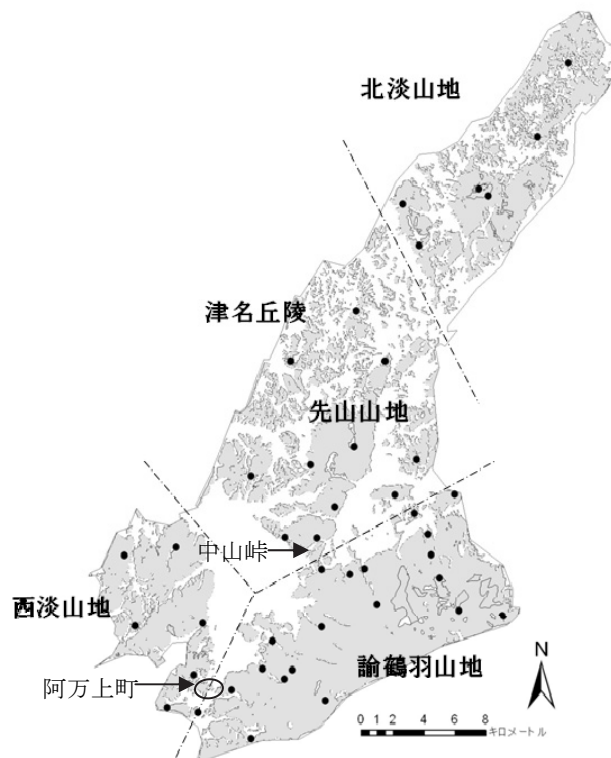 北淡山地
津名丘陵
先山山地
中山峠
西淡山地
諭鶴羽山地
阿万上町
N
0 1 2 4 6 8
キロメートル